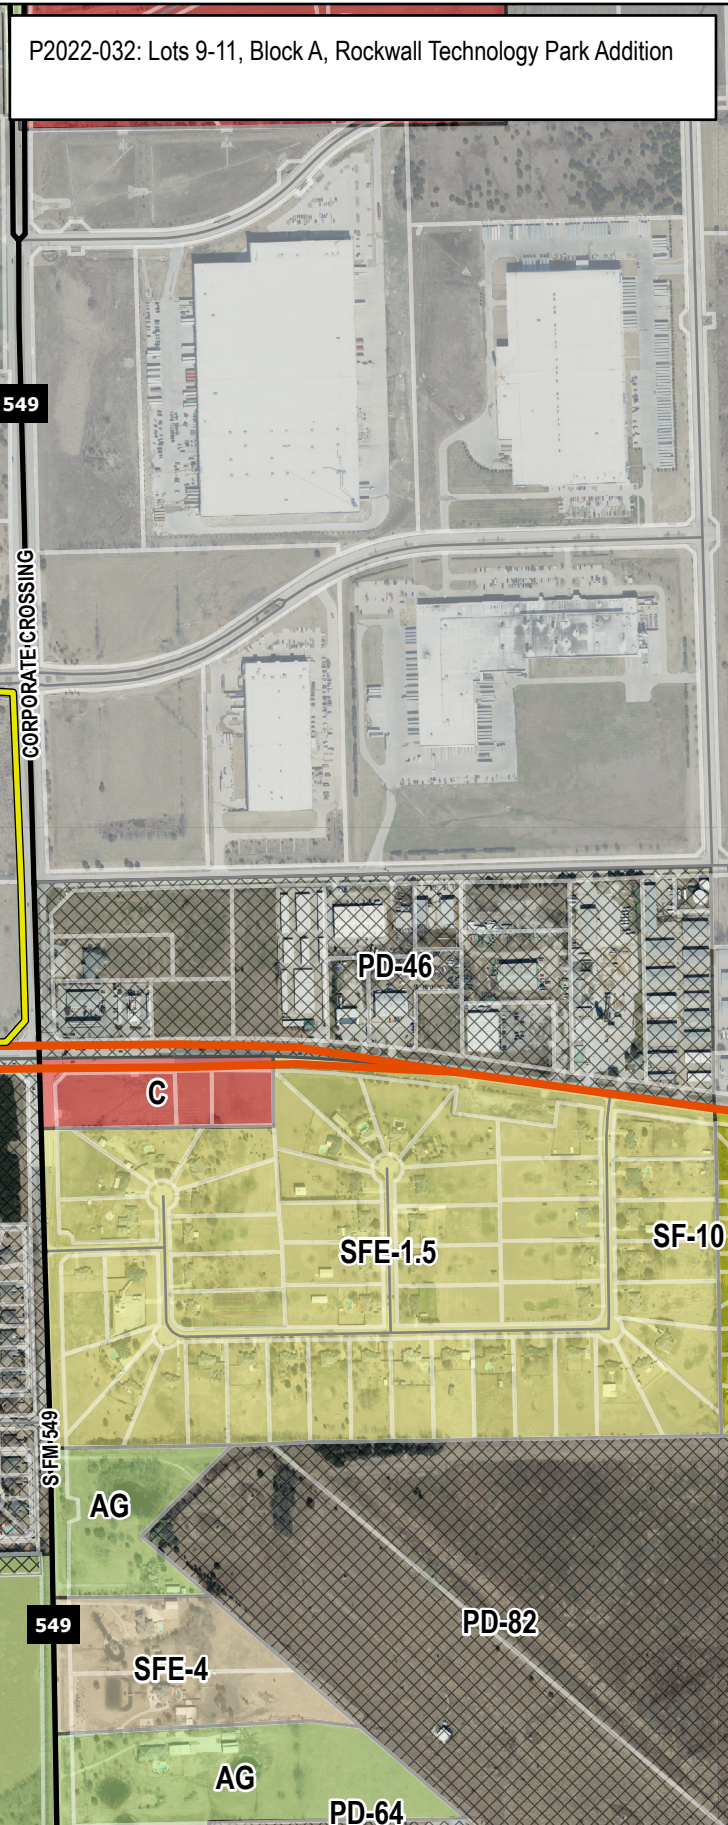 P2022-032: Lots 9-11, Block A, Rockwall Technology Park Addition
549
CORPORATE CROSSING
PD-46
C
SFE-1.5
SF-10
S FM 549
AG
549
PD-82
SFE-4
AG
PD-64